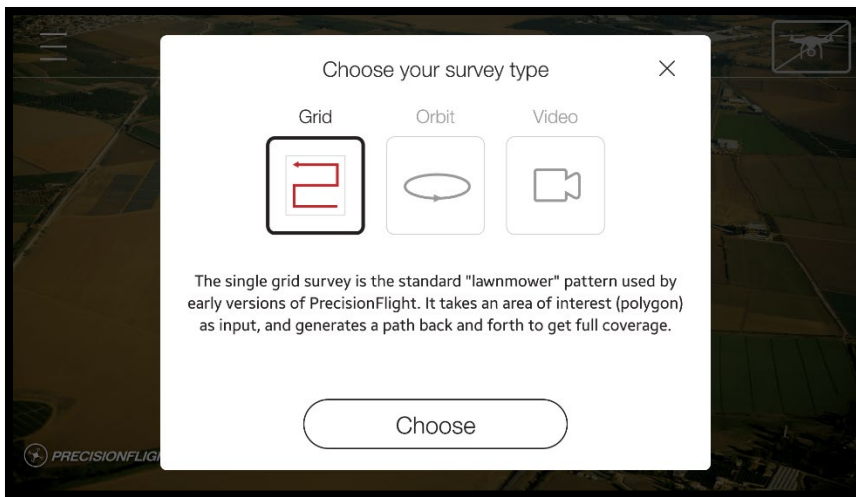 Choose your survey type
Grid Orbit Video
The single grid survey is the standard "lawnmower" pattern used by
early versions of PrecisionFlight. It takes an area of interest (polygon)
as input, and generates a path back and forth to get full coverage.
Choose
PRECISIONFLIG